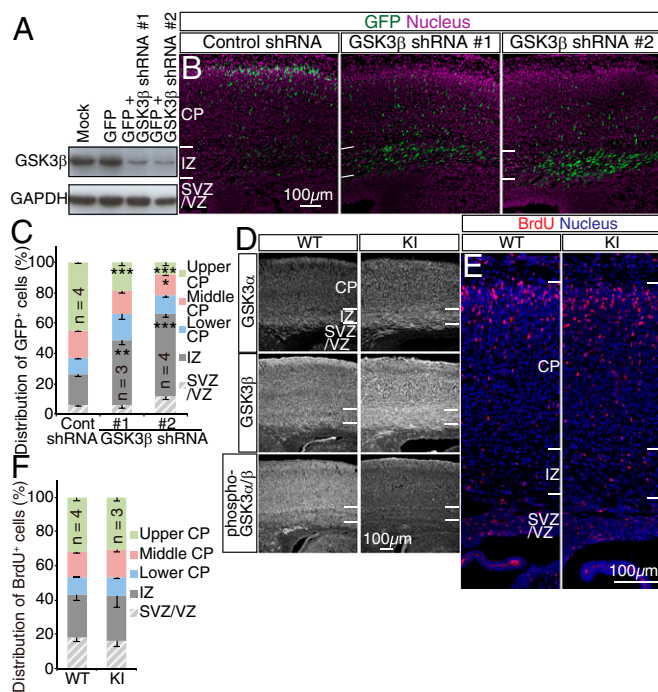 A
Mock
GFP
GFP +
GSK3β shRNA #1
GFP +
GSK3β shRNA #2
GSK3β
GAPDH
GFP Nucleus
Control shRNA
GSK3β shRNA #1
GSK3β shRNA #2
B
CP
IZ
SVZ
/VZ
100µm
C
Distribution of GFP⁺ cells (%)
100
80
60
40
20
0
n = 4
n = 3
n = 4
***
**
***
*
***
Upper
CP
Middle
CP
Lower
CP
IZ
SVZ
/VZ
Cont
shRNA
#1
#2
GSK3β shRNA
D
WT
KI
GSK3α
GSK3β
phospho-
GSK3α/β
CP
IZ
SVZ
/VZ
100µm
BrdU Nucleus
WT
KI
E
CP
IZ
SVZ
/VZ
100µm
F
Distribution of BrdU⁺ cells (%)
100
80
60
40
20
0
n = 4
n = 3
WT
KI
Upper CP
Middle CP
Lower CP
IZ
SVZ/VZ